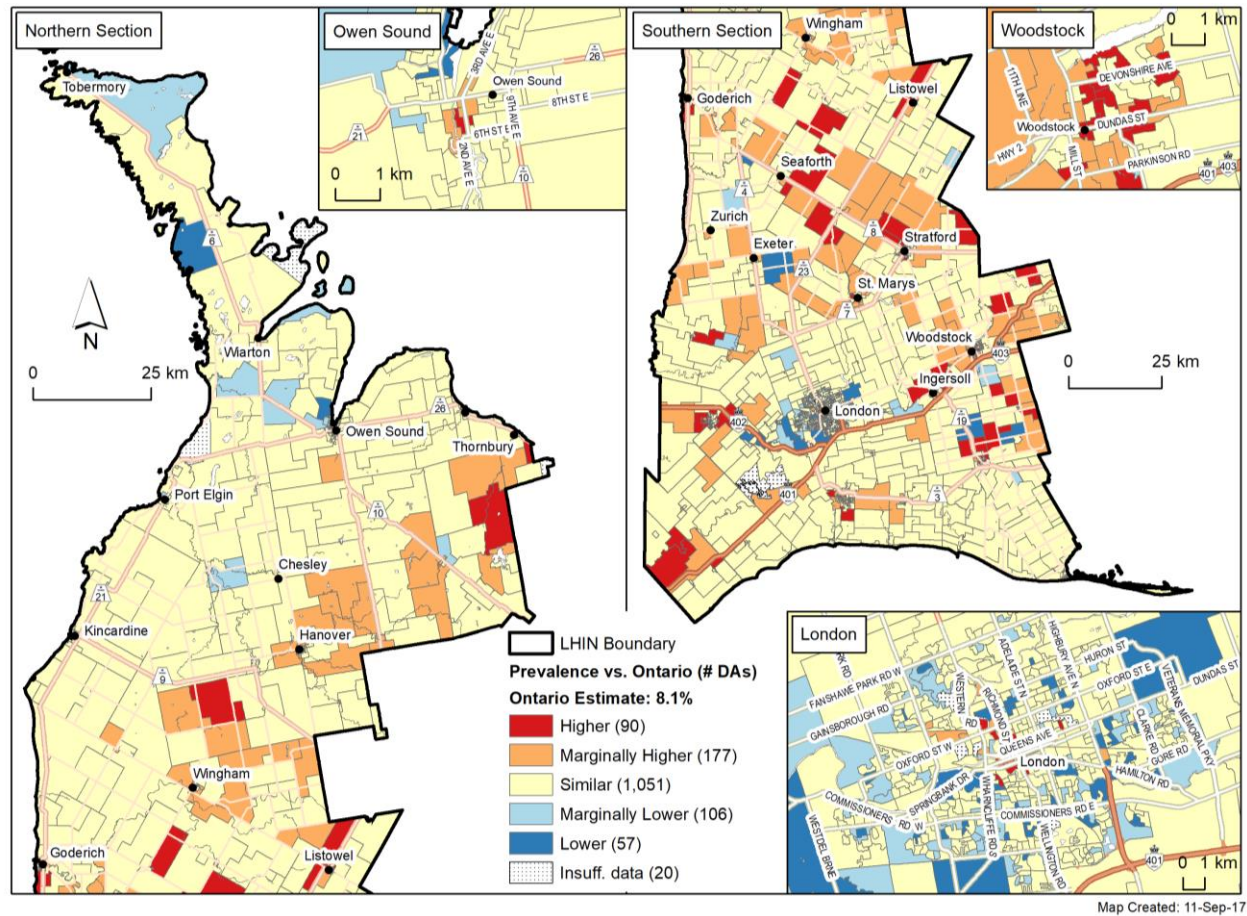 Northern Section
Tobermory
6
N
0 25 km
Wiarton
26
Owen Sound
Thornbury
Port Elgin
10
Chesley
21
Kincardine
Hanover
9
Wingham
Goderich
Listowel
Owen Sound
3RD AVE E
26
Owen Sound
9TH AVE E
8TH ST E
21
6TH ST E
2ND AVE E
0 1 km
10
LHIN Boundary
Prevalence vs. Ontario (# DAs)
Ontario Estimate: 8.1%
Higher (90)
Marginally Higher (177)
Similar (1,051)
Marginally Lower (106)
Lower (57)
Insuff. data (20)
Southern Section
Wingham
Goderich
Listowel
Seaforth
4
Zurich
8
Stratford
Exeter
23
St. Marys
7
Woodstock
403
0 25 km
Ingersoll
London
402
19
401
3
Woodstock
0 1 km
11TH LINE
DEVONSHIRE AVE
Woodstock
DUNDAS ST
HWY 2
MILL ST
PARKINSON RD
401
403
London
HIGHBURY AVE N
ADELAIDE ST N
HURON ST
FANSHAWE PARK RD W
WESTERN RD
RICHMOND ST
OXFORD ST E
VETERANS MEMORIAL PKY
DUNDAS ST
GAINSBOROUGH RD
QUEENS AVE
CLARKE RD
GORE RD
OXFORD ST W
London
HAMILTON RD
SPRINGBANK DR
COMMISSIONERS RD W
WHARNCLIFFE RD S
COMMISSIONERS RD E
WESTDEL BRNE
WELLINGTON RD
401
0 1 km
Map Created: 11-Sep-17